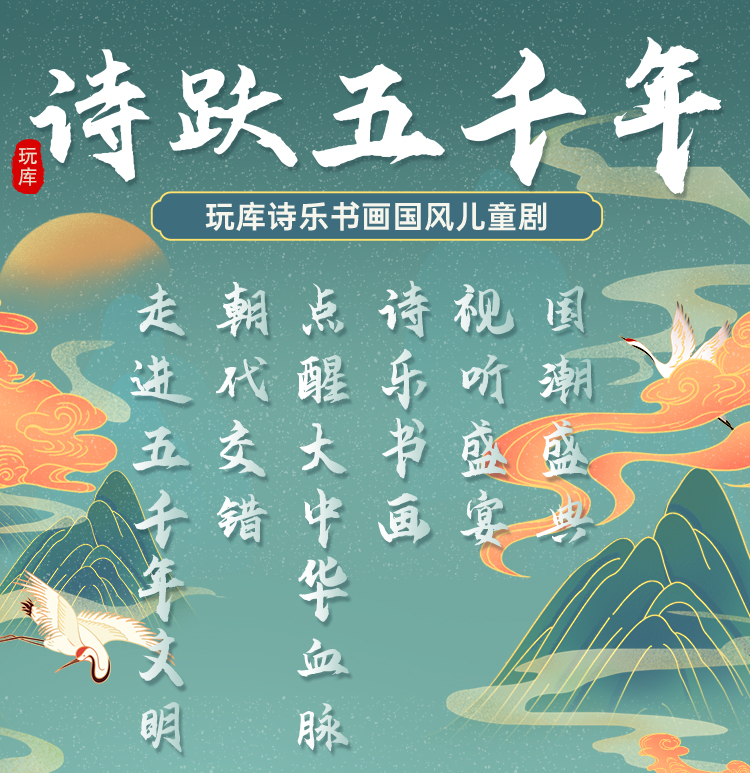 诗跃五千年
玩库
玩库诗乐书画国风儿童剧
国潮盛典
视听盛宴
诗乐书画
点醒大中华血脉
朝代交错
走进五千年文明